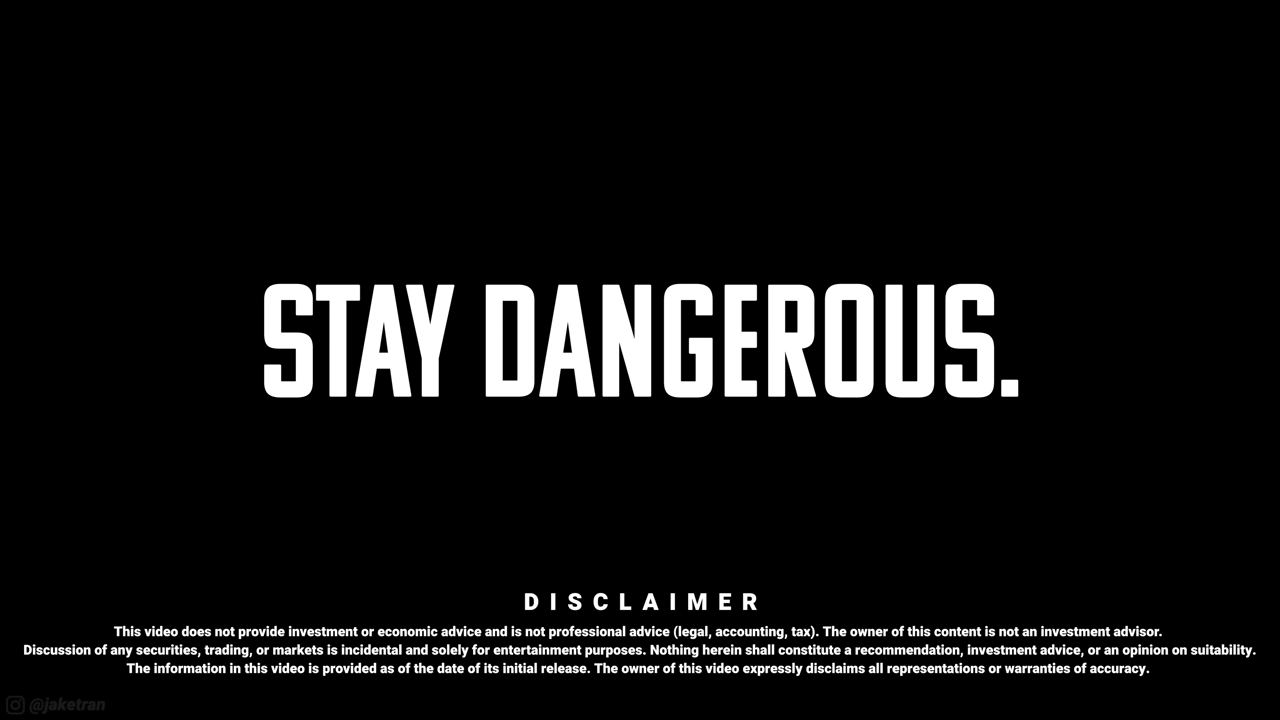 STAY DANGEROUS.
DISCLAIMER
This video does not provide investment or economic advice and is not professional advice (legal, accounting, tax). The owner of this content is not an investment advisor.
Discussion of any securities, trading, or markets is incidental and solely for entertainment purposes. Nothing herein shall constitute a recommendation, investment advice, or an opinion on suitability.
The information in this video is provided as of the date of its initial release. The owner of this video expressly disclaims all representations or warranties of accuracy.
@jaketran